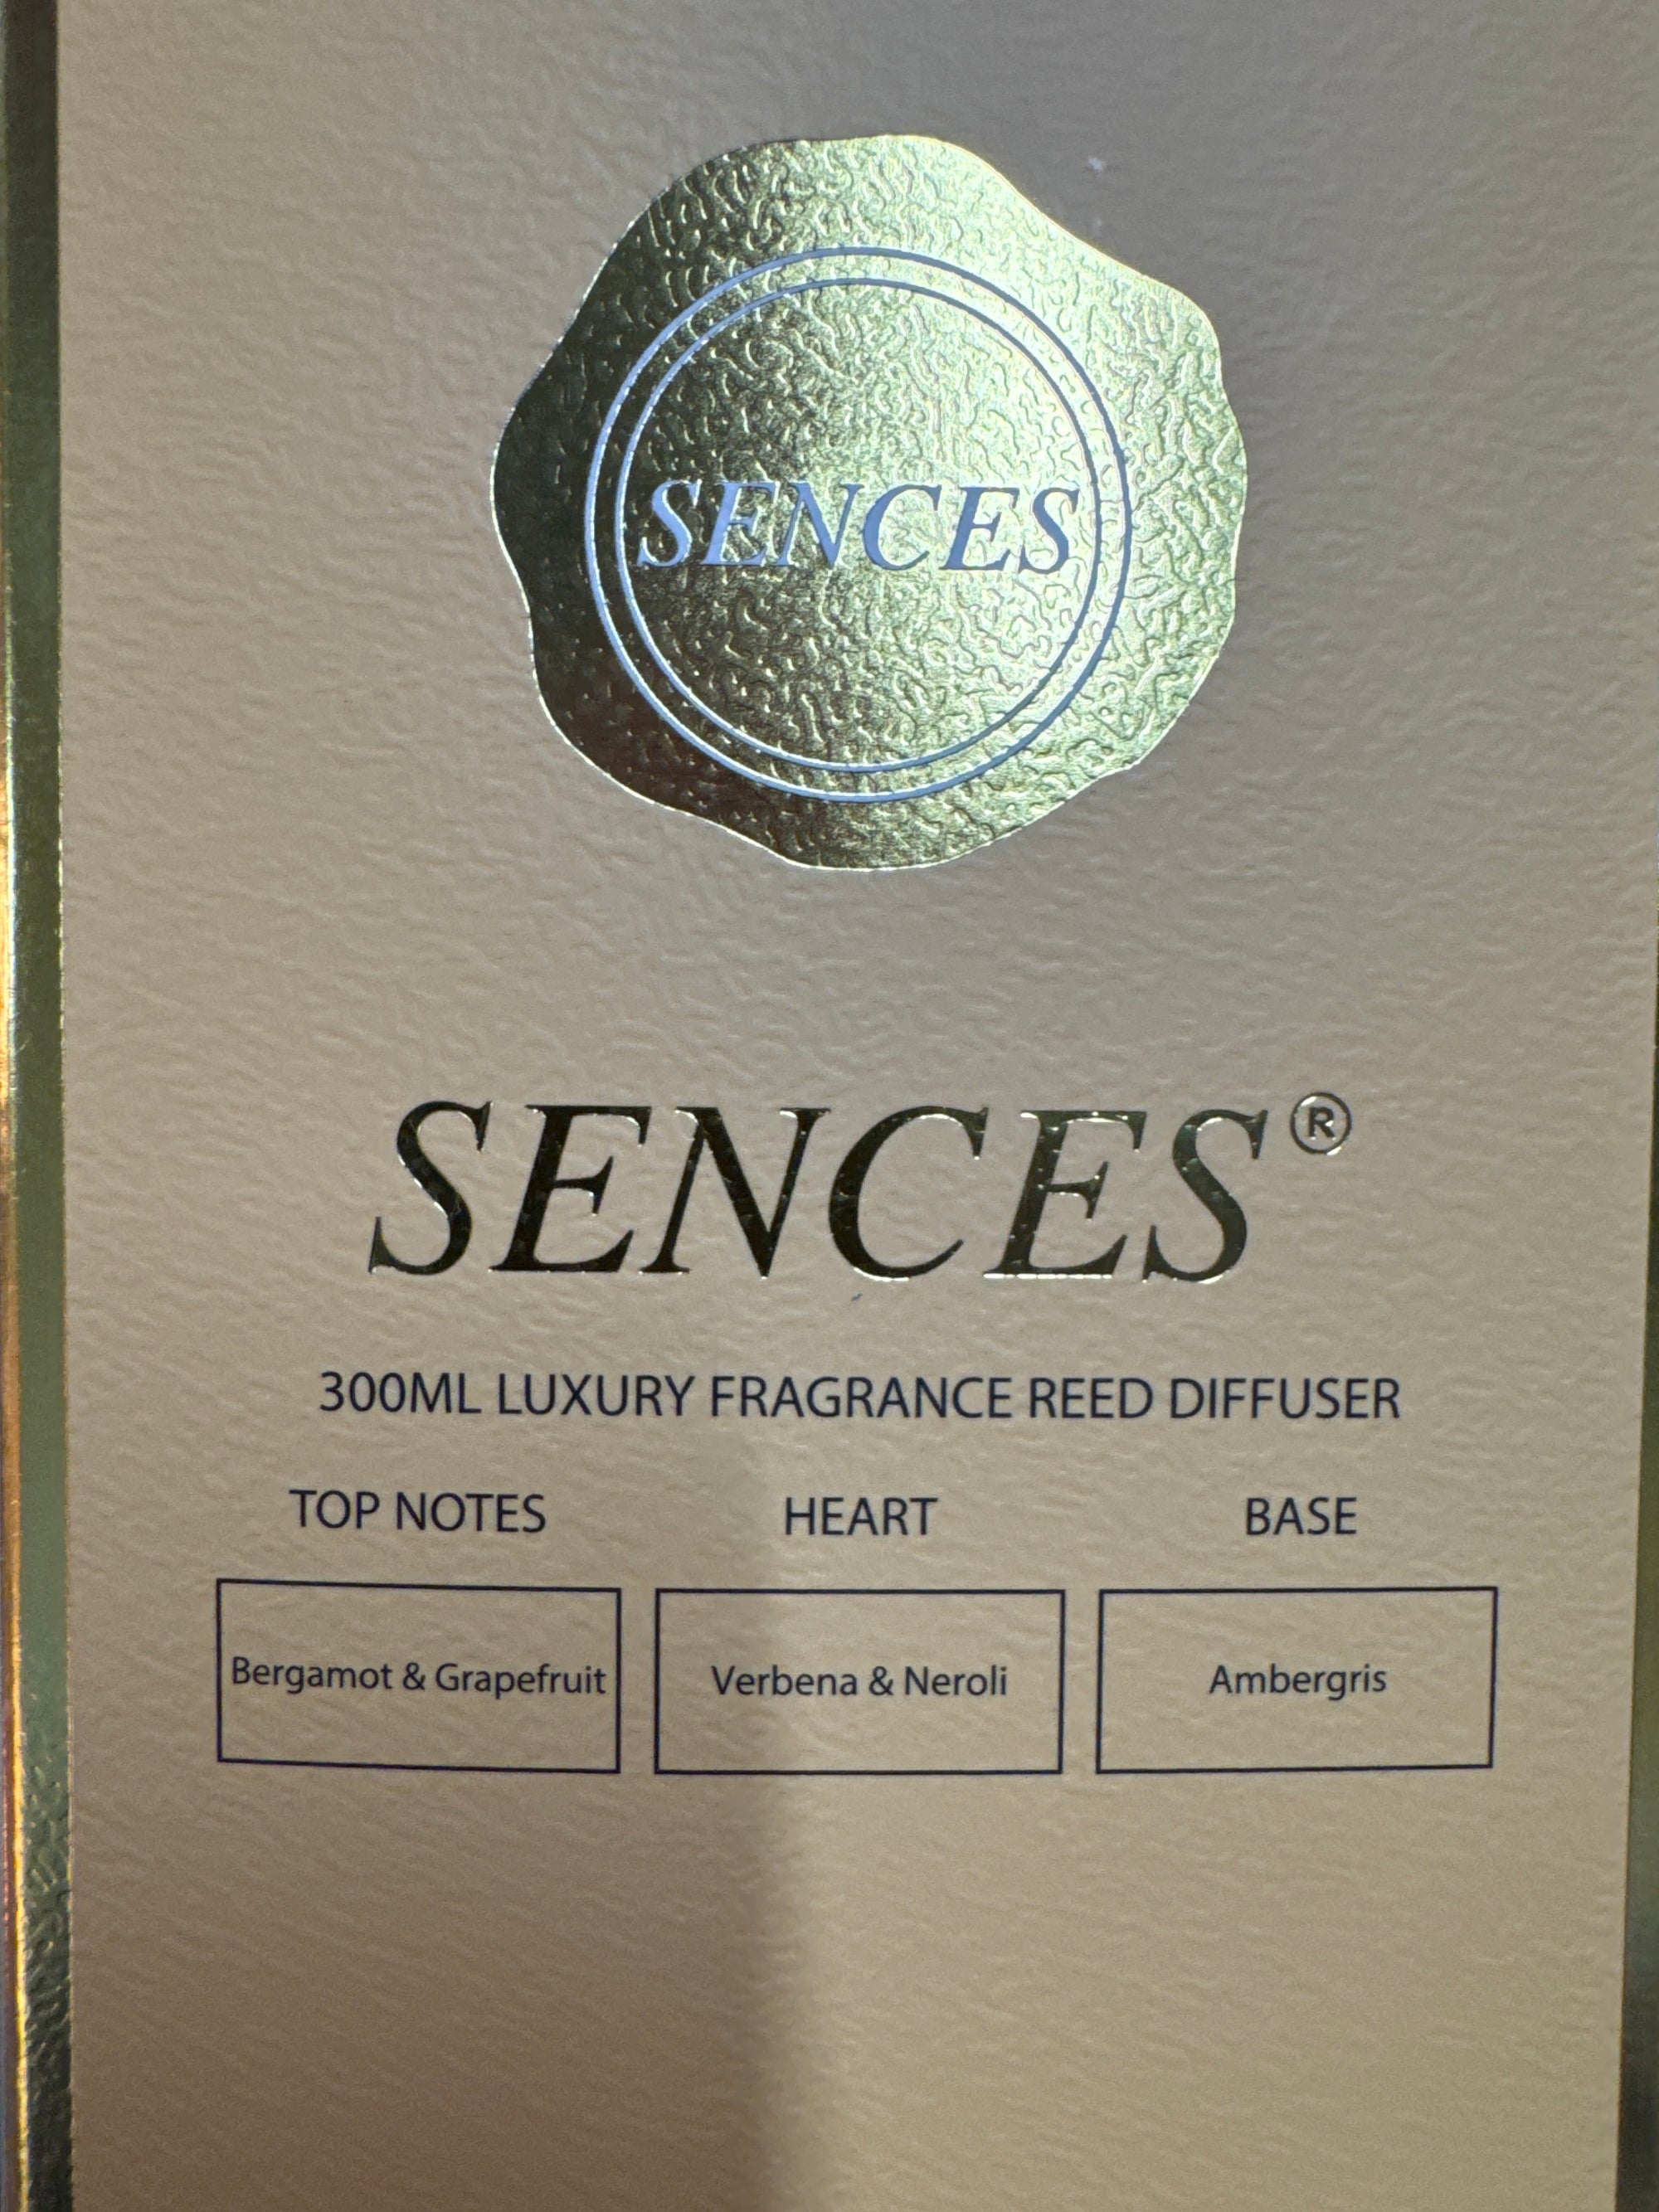 SENCES
SENCES®
300ML LUXURY FRAGRANCE REED DIFFUSER
TOP NOTES HEART BASE
Bergamot & Grapefruit Verbena & Neroli Ambergris